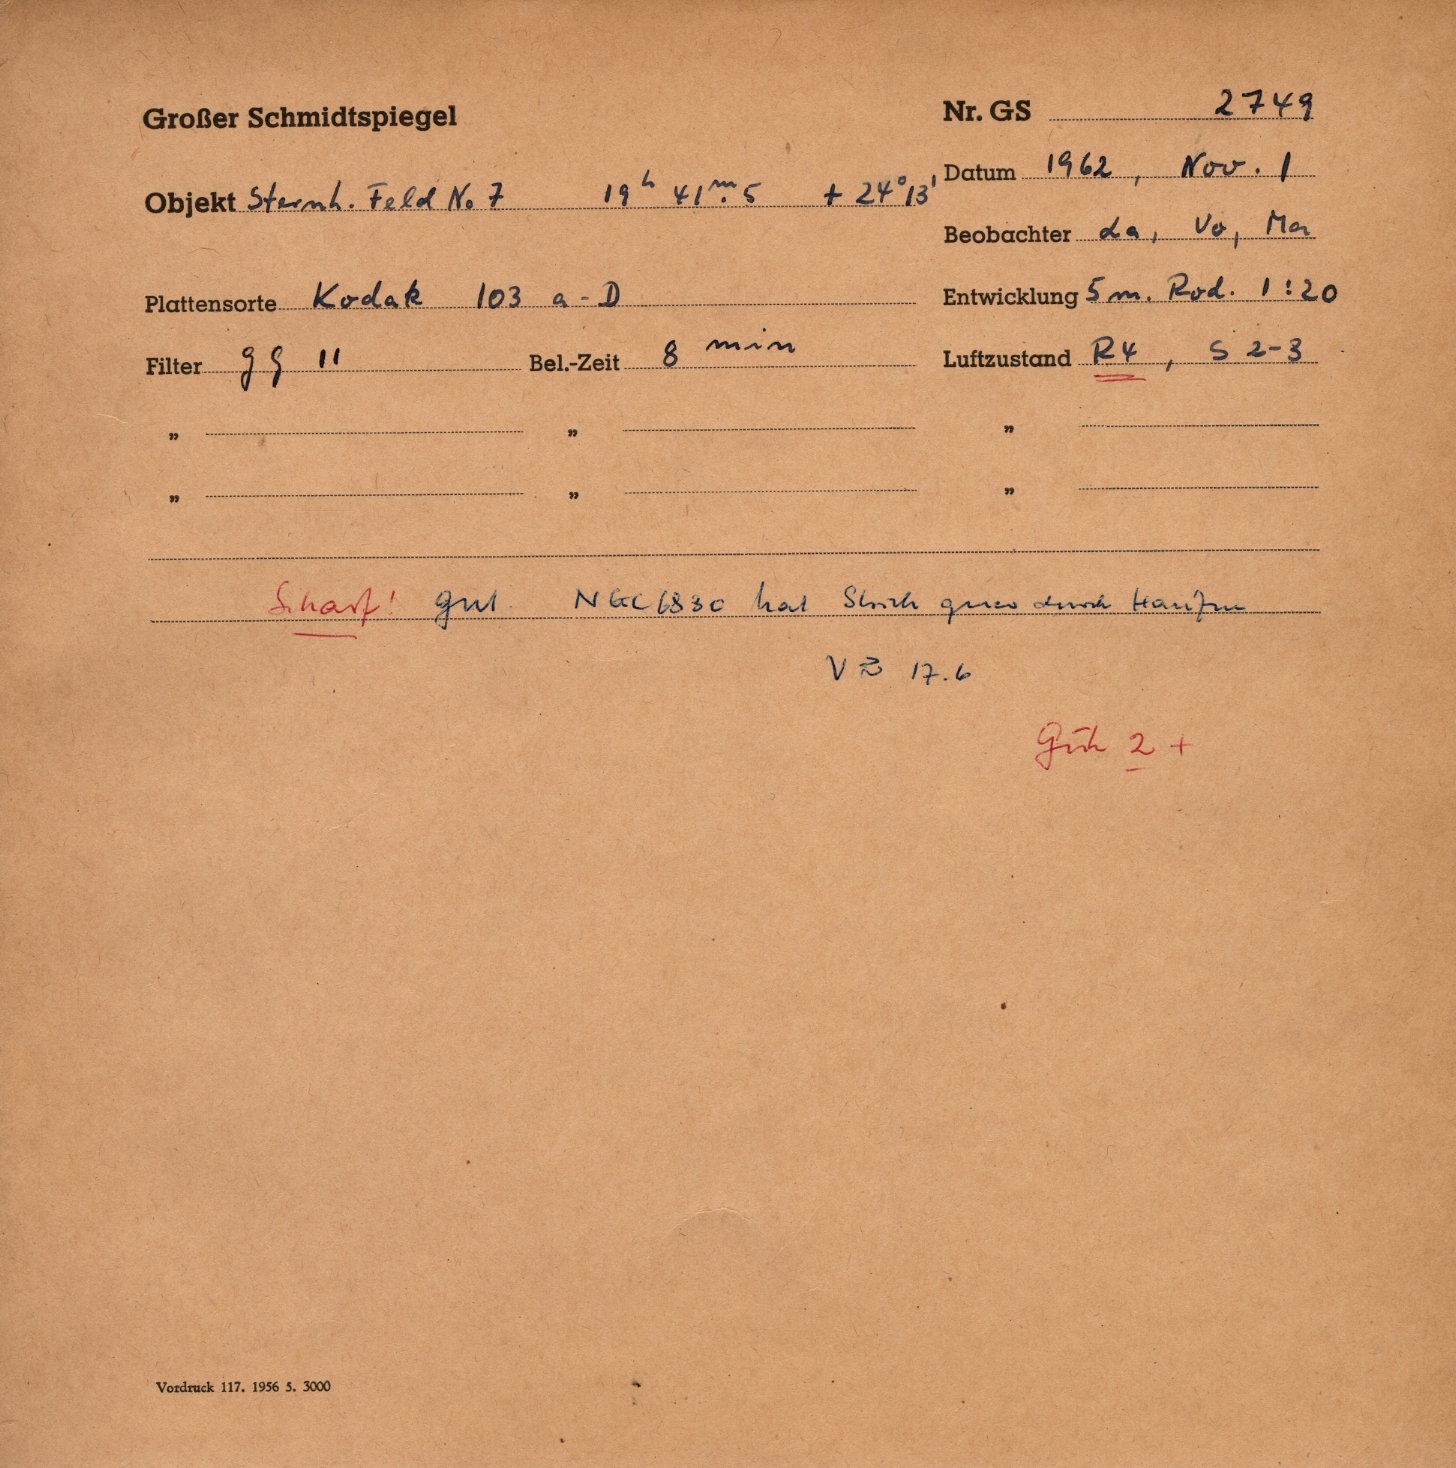 Großer Schmidtspiegel
Nr. GS 2749
Objekt Sternh. Feld No 7 19h 41m.5 + 24°13'
Datum 1962, Nov. 1
Beobachter La, Vo, Ma
Plattensorte Kodak 103 a-D
Entwicklung 5 m. Rod. 1:20
Filter gg 11 Bel.-Zeit 8 min Luftzustand R4, S 2-3
" " "
" " "
Scharf! gut. NGC 6830 hat Strich quer durch Haufen
V ≈ 17.6
2 +
Vordruck 117. 1956 5. 3000